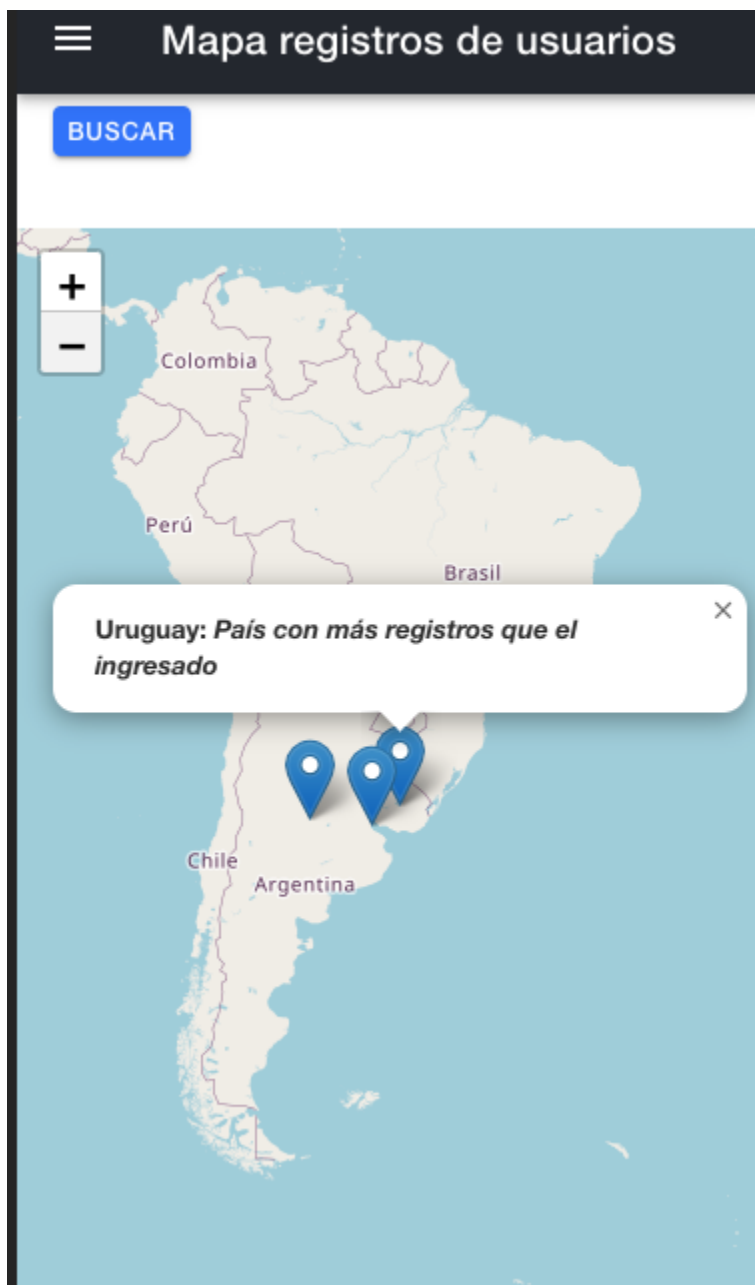 Mapa registros de usuarios
BUSCAR
+
−
Colombia
Perú
Brasil
Uruguay: País con más registros que el
ingresado
×
Chile
Argentina